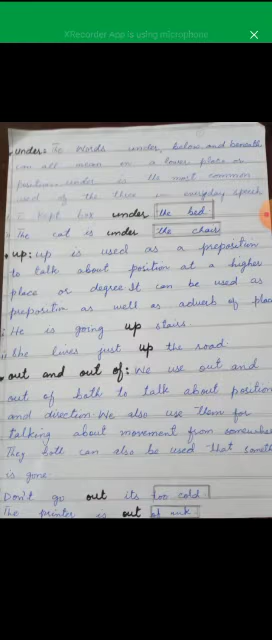 XRecorder App is using microphone
• under: The words under, below and beneath
can all mean on a lower place or
position. under is the most common
used of the three in everyday speech
I kept box under the bed.
The cat is under the chair
• up: up is used as a preposition
to talk about position at a higher
place or degree. It can be used as
prepositin as well as adverb of plac
He is going up stairs.
She lives just up the road.
• out and out of: We use out and
out of both to talk about position
and direction. We also use them for
talking about movement from somewher
They both can also be used that someth
is gone.
Don't go out its too cold.
The printer is out of ink.